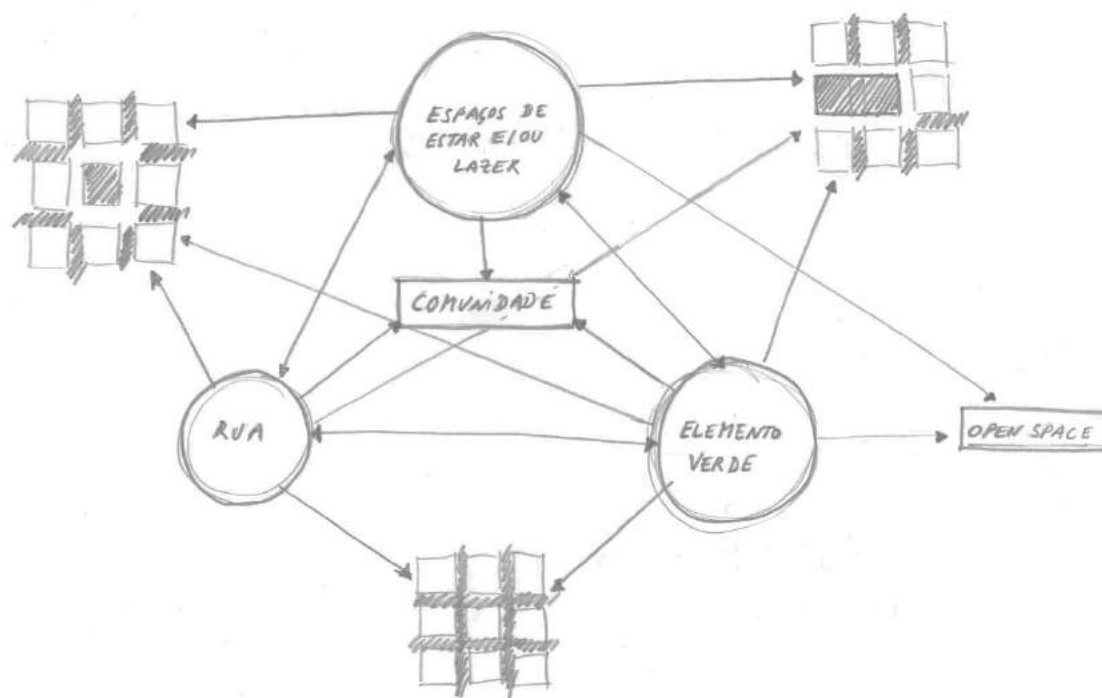 ESPAÇOS DE
ESTAR E/OU
LAZER
COMUNIDADE
RUA
ELEMENTO
VERDE
OPEN SPACE